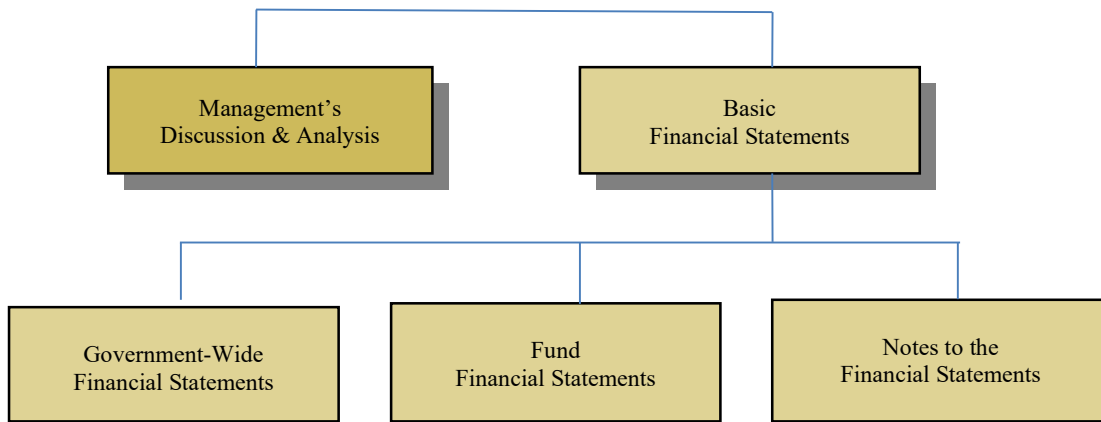 Management’s
Discussion & Analysis
Basic
Financial Statements
Government-Wide
Financial Statements
Fund
Financial Statements
Notes to the
Financial Statements